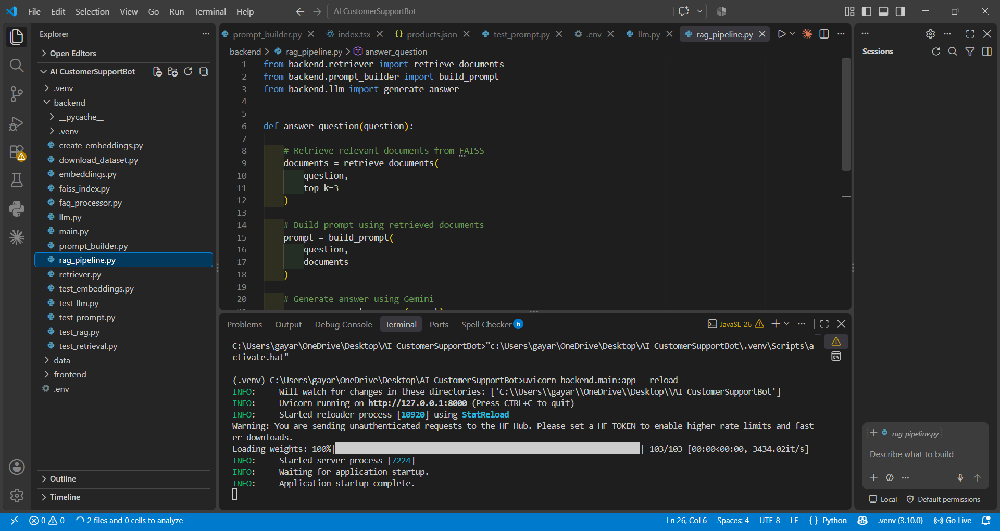 File Edit Selection View Go Run Terminal Help
AI CustomerSupportBot
Explorer
Open Editors
AI CustomerSupportBot
.venv
backend
__pycache__
.venv
create_embeddings.py
download_dataset.py
embeddings.py
faiss_index.py
faq_processor.py
llm.py
main.py
prompt_builder.py
rag_pipeline.py
retriever.py
test_embeddings.py
test_llm.py
test_prompt.py
test_rag.py
test_retrieval.py
data
frontend
.env
Outline
Timeline
prompt_builder.py index.tsx products.json test_prompt.py .env llm.py rag_pipeline.py
backend > rag_pipeline.py > answer_question
1 from backend.retriever import retrieve_documents
2 from backend.prompt_builder import build_prompt
3 from backend.llm import generate_answer
4
5
6 def answer_question(question):
7
8 # Retrieve relevant documents from FAISS
9 documents = retrieve_documents(
10 question,
11 top_k=3
12 )
13
14 # Build prompt using retrieved documents
15 prompt = build_prompt(
16 question,
17 documents
18 )
19
20 # Generate answer using Gemini
Problems Output Debug Console Terminal Ports Spell Checker 6
JavaSE-26
C:\Users\gayar\OneDrive\Desktop\AI CustomerSupportBot>"c:\Users\gayar\OneDrive\Desktop\AI CustomerSupportBot\.venv\Scripts\a
ctivate.bat"
(.venv) C:\Users\gayar\OneDrive\Desktop\AI CustomerSupportBot>uvicorn backend.main:app --reload
INFO: Will watch for changes in these directories: ['C:\\Users\\gayar\\OneDrive\\Desktop\\AI CustomerSupportBot']
INFO: Uvicorn running on http://127.0.0.1:8000 (Press CTRL+C to quit)
INFO: Started reloader process [10920] using StatReload
Warning: You are sending unauthenticated requests to the HF Hub. Please set a HF_TOKEN to enable higher rate limits and fast
er downloads.
Loading weights: 100%| | 103/103 [00:00<00:00, 3434.02it/s]
INFO: Started server process [7224]
INFO: Waiting for application startup.
INFO: Application startup complete.
Sessions
rag_pipeline.py
Describe what to build
Local Default permissions
0 0 2 files and 0 cells to analyze
Ln 26, Col 6 Spaces: 4 UTF-8 LF { } Python .venv (3.10.0) Go Live